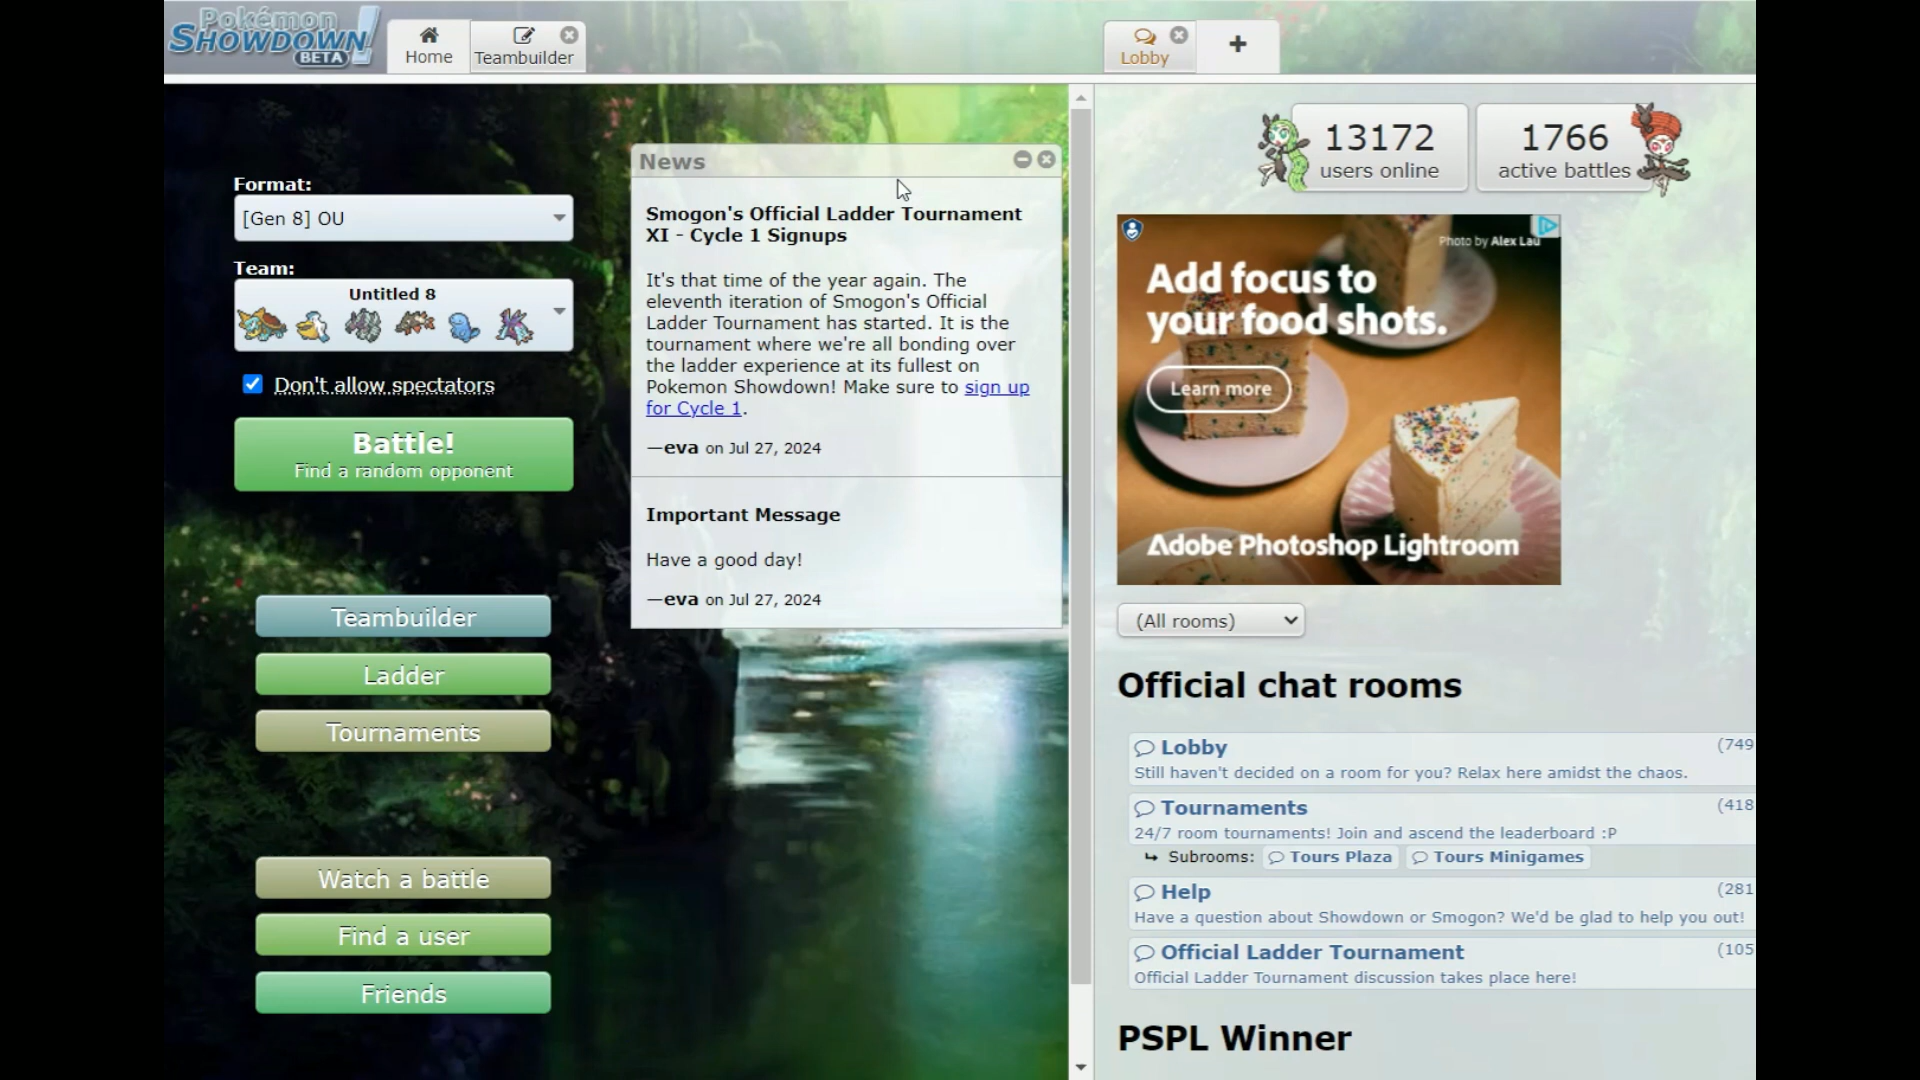 Pokémon
SHOWDOWN!
BETA
Home
Teambuilder
Lobby
+
Format:
[Gen 8] OU
Team:
Untitled 8
Don't allow spectators
Battle!
Find a random opponent
Teambuilder
Ladder
Tournaments
Watch a battle
Find a user
Friends
News
Smogon's Official Ladder Tournament
XI - Cycle 1 Signups
It's that time of the year again. The
eleventh iteration of Smogon's Official
Ladder Tournament has started. It is the
tournament where we're all bonding over
the ladder experience at its fullest on
Pokemon Showdown! Make sure to sign up
for Cycle 1.
—eva on Jul 27, 2024
Important Message
Have a good day!
—eva on Jul 27, 2024
13172
users online
1766
active battles
Photo by Alex Lau
Add focus to
your food shots.
Learn more
Adobe Photoshop Lightroom
(All rooms)
Official chat rooms
Lobby (749
Still haven't decided on a room for you? Relax here amidst the chaos.
Tournaments (418
24/7 room tournaments! Join and ascend the leaderboard :P
↳ Subrooms: Tours Plaza Tours Minigames
Help (281
Have a question about Showdown or Smogon? We'd be glad to help you out!
Official Ladder Tournament (105
Official Ladder Tournament discussion takes place here!
PSPL Winner